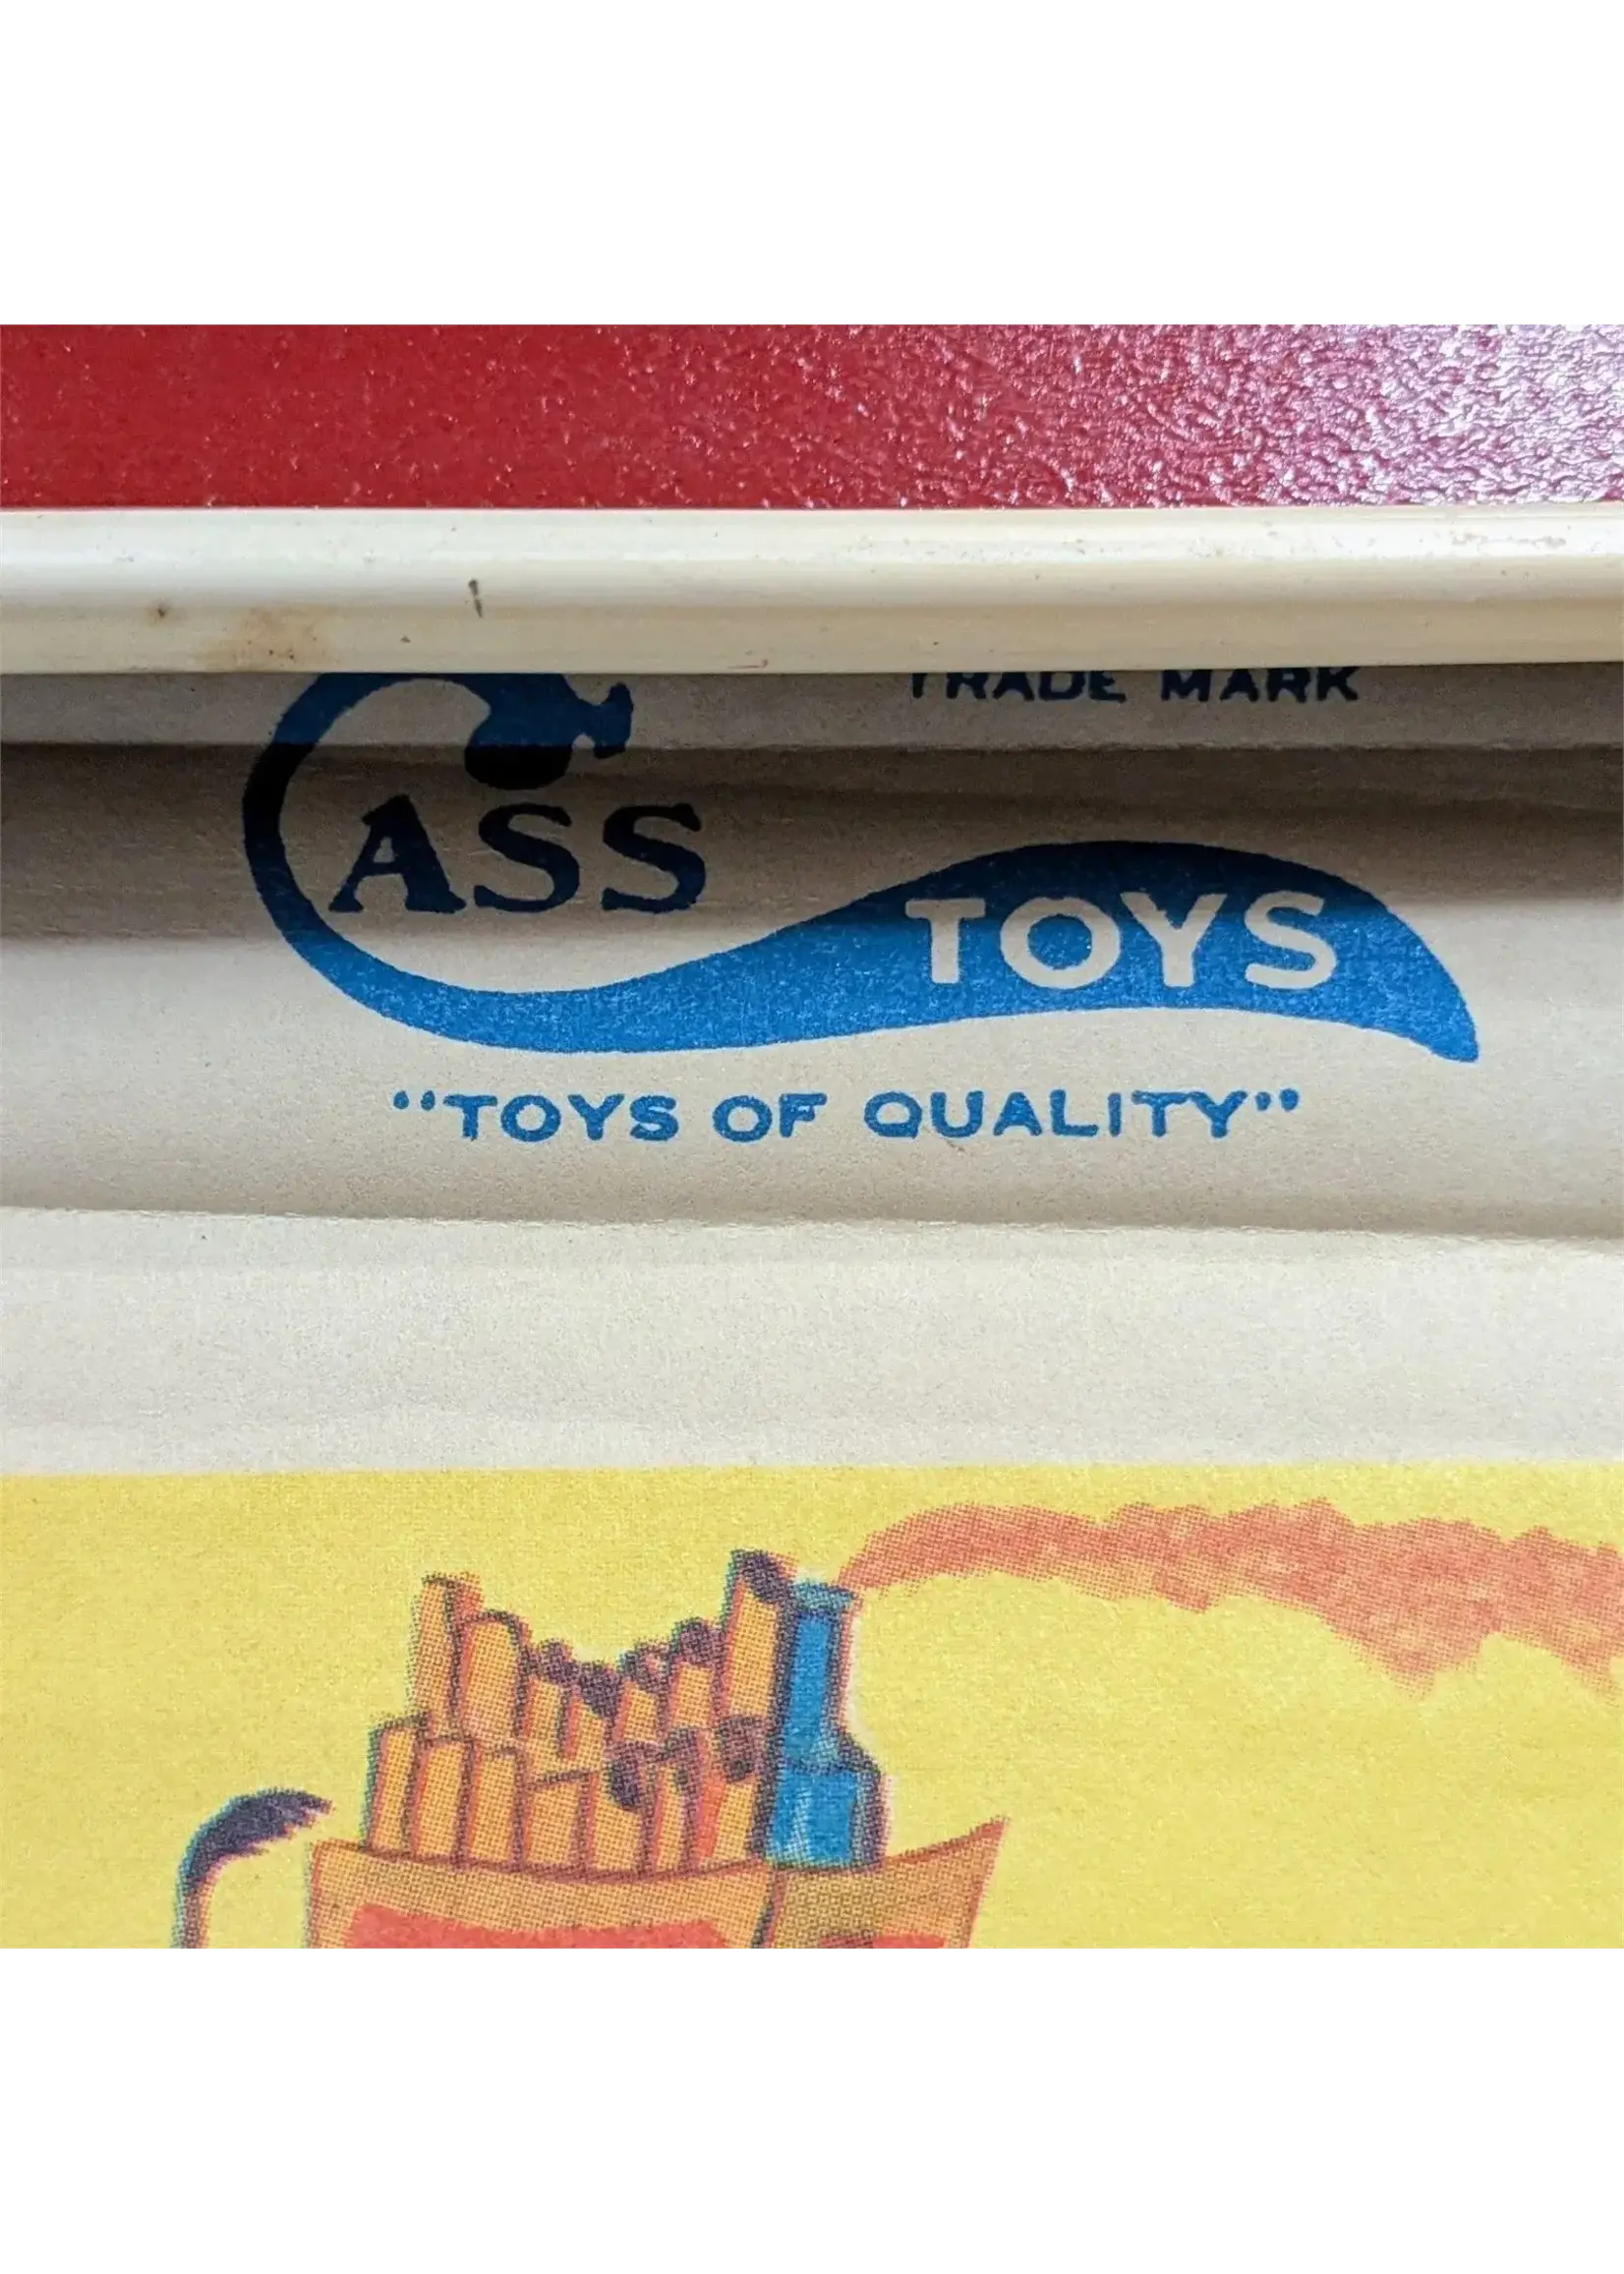 TRADE MARK
CASS
TOYS
“TOYS OF QUALITY”